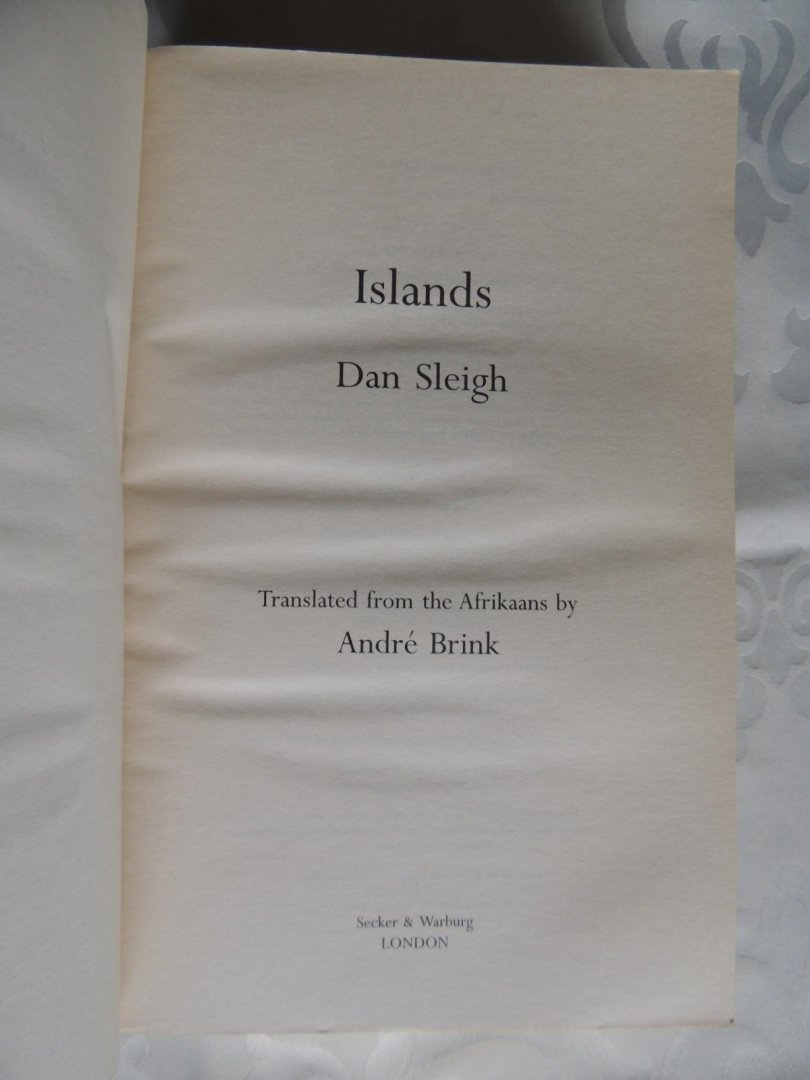 Islands
Dan Sleigh
Translated from the Afrikaans by
André Brink
Secker & Warburg
LONDON